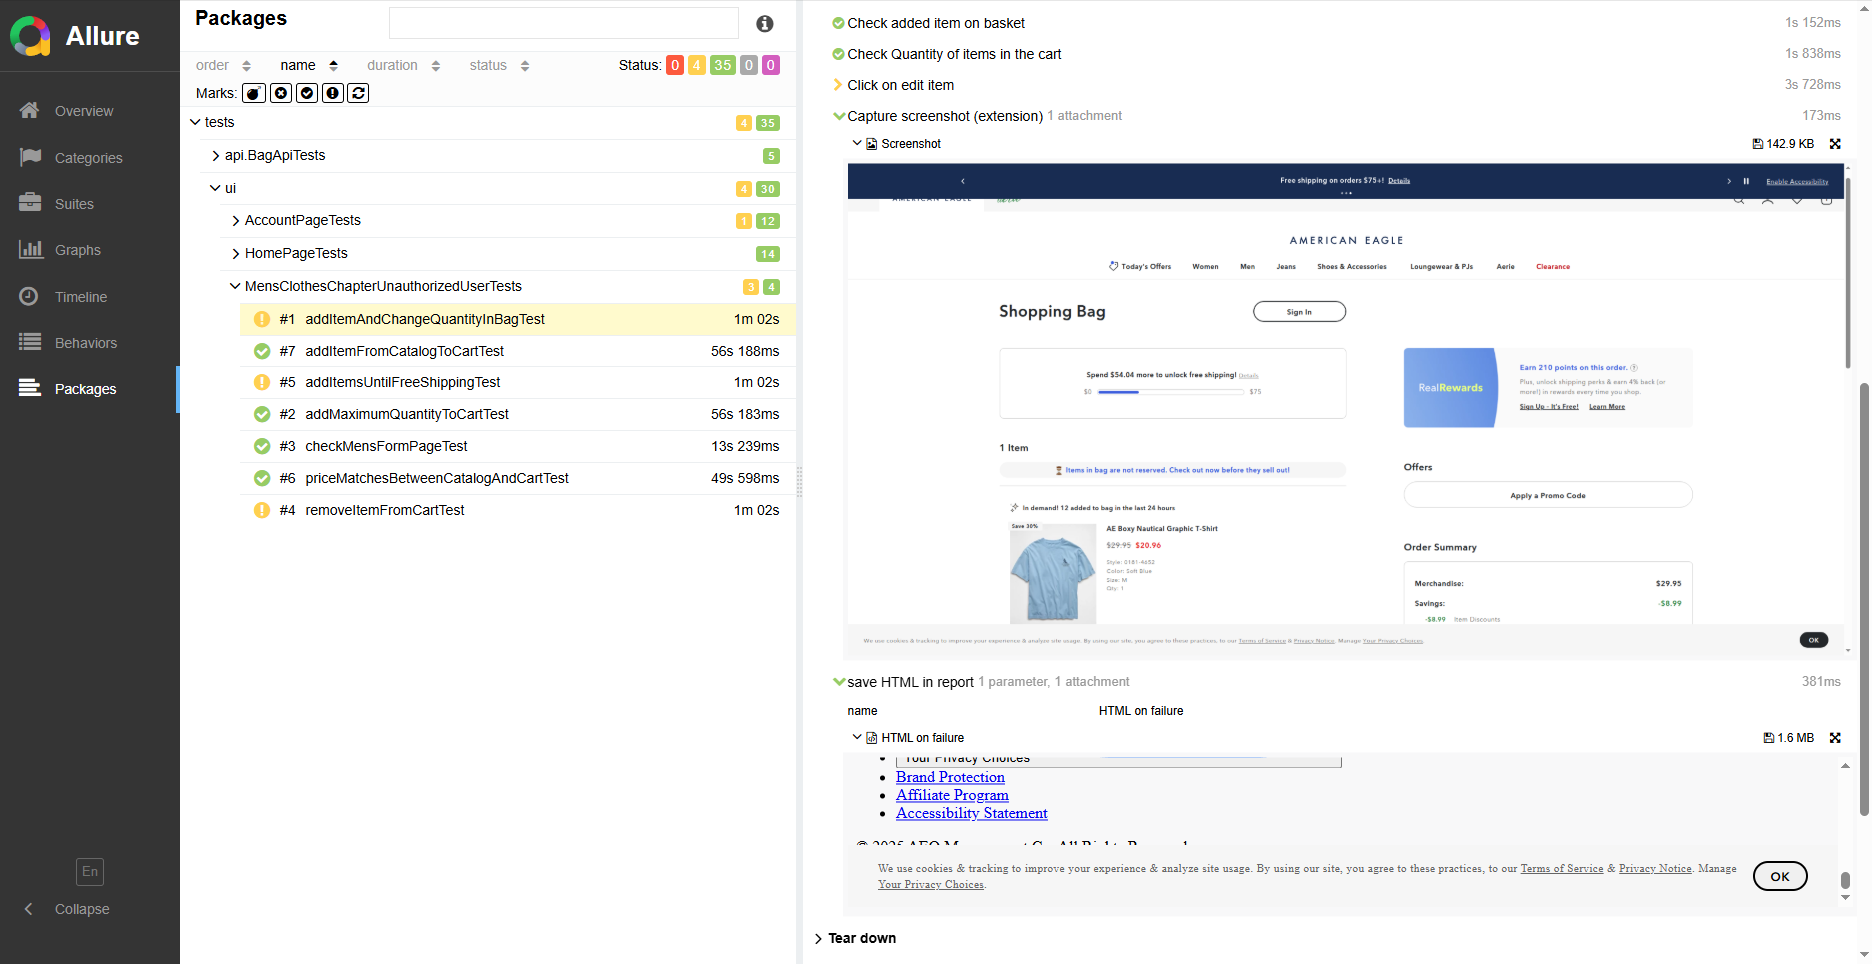 Allure
Overview
Categories
Suites
Graphs
Timeline
Behaviors
Packages
En
Collapse
Packages
order name duration status Status: 0 4 35 0 0
Marks:
tests 4 35
api.BagApiTests 5
ui 4 30
AccountPageTests 1 12
HomePageTests 14
MensClothesChapterUnauthorizedUserTests 3 4
#1 addItemAndChangeQuantityInBagTest 1m 02s
#7 addItemFromCatalogToCartTest 56s 188ms
#5 addItemsUntilFreeShippingTest 1m 02s
#2 addMaximumQuantityToCartTest 56s 183ms
#3 checkMensFormPageTest 13s 239ms
#6 priceMatchesBetweenCatalogAndCartTest 49s 598ms
#4 removeItemFromCartTest 1m 02s
Check added item on basket 1s 152ms
Check Quantity of items in the cart 1s 838ms
Click on edit item 3s 728ms
Capture screenshot (extension) 1 attachment 173ms
Screenshot 142.9 KB
Free shipping on orders $75+! Details Enable Accessibility
AMERICAN EAGLE
AMERICAN EAGLE
Today's Offers Women Men Jeans Shoes & Accessories Loungewear & PJs Aerie Clearance
Shopping Bag Sign In
Spend $54.04 more to unlock free shipping! Details
$0 $75
RealRewards
Earn 210 points on this order.
Plus, unlock shipping perks & earn 4% back (or
more!) in rewards every time you shop.
Sign Up - It's Free! Learn More
1 Item
Items in bag are not reserved. Check out now before they sell out!
Offers
Apply a Promo Code
In demand! 12 added to bag in the last 24 hours
Save 30%
AE Boxy Nautical Graphic T-Shirt
$29.95 $20.96
Style: 0181-4652
Color: Soft Blue
Size: M
Qty: 1
Order Summary
Merchandise: $29.95
Savings: -$8.99
-$8.99 Item Discounts
We use cookies & tracking to improve your experience & analyze site usage. By using our site, you agree to these practices, to our Terms of Service & Privacy Notice. Manage Your Privacy Choices. OK
save HTML in report 1 parameter, 1 attachment 381ms
name HTML on failure
HTML on failure 1.6 MB
Your Privacy Choices
Brand Protection
Affiliate Program
Accessibility Statement
© 2025 AEO Management Co. All Rights Reserved
We use cookies & tracking to improve your experience & analyze site usage. By using our site, you agree to these practices, to our Terms of Service & Privacy Notice. Manage
Your Privacy Choices. OK
Tear down